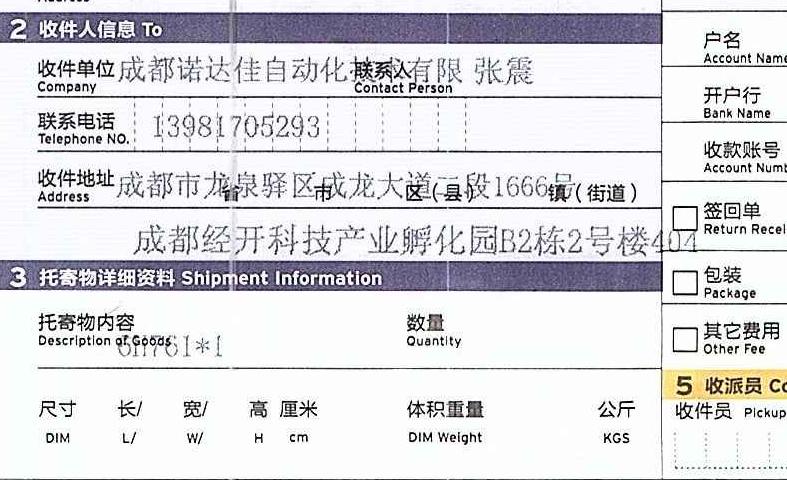 2 收件人信息 To
收件单位 成都诺达佳自动化技术有限 张震
Company
联系人
Contact Person
联系电话 13981705293
Telephone NO.
收件地址 成都市龙泉驿区成龙大道二段1666号
Address
省 市 区（县） 镇（街道）
成都经开科技产业孵化园B2栋2号楼404
3 托寄物详细资料 Shipment Information
托寄物内容 数量
Description of Goods Quantity
尺寸 长/ 宽/ 高 厘米 体积重量 公斤
DIM L/ W/ H cm DIM Weight KGS
户名
Account Name
开户行
Bank Name
收款账号
Account
签回单
Return
包装
Package
其它费用
Other Fee
5 收派员
收件员 Pickup